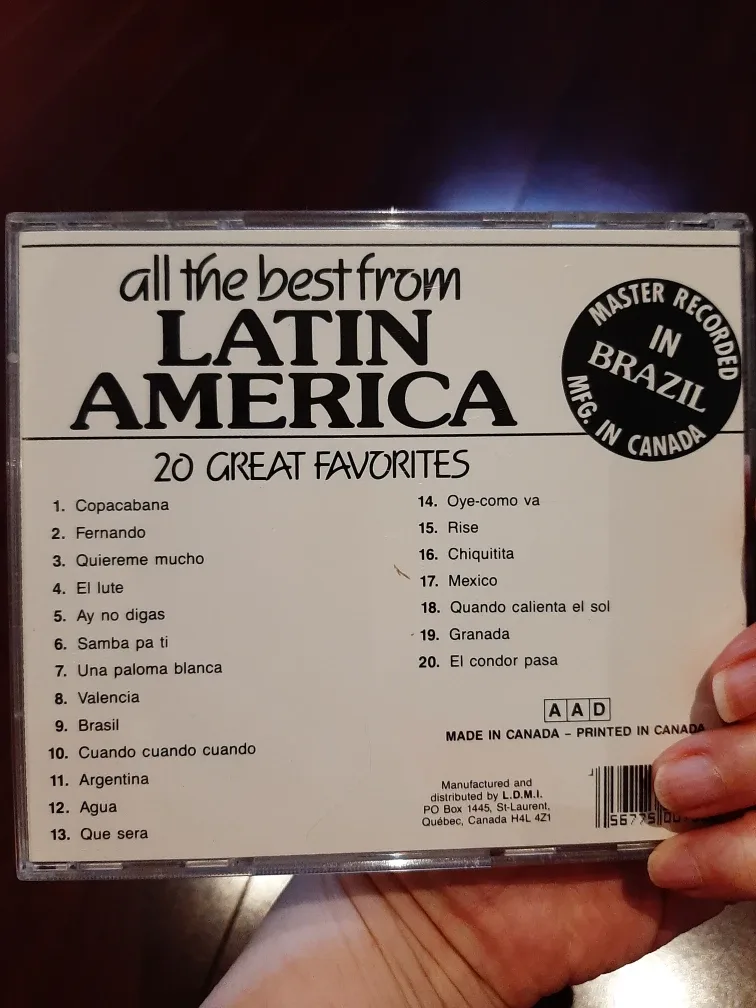 all the best from
LATIN
AMERICA
MASTER RECORDED
IN
BRAZIL
MFG. IN CANADA
20 GREAT FAVORITES
1. Copacabana
2. Fernando
3. Quiereme mucho
4. El lute
5. Ay no digas
6. Samba pa ti
7. Una paloma blanca
8. Valencia
9. Brasil
10. Cuando cuando cuando
11. Argentina
12. Agua
13. Que sera
14. Oye-como va
15. Rise
16. Chiquitita
17. Mexico
18. Quando calienta el sol
19. Granada
20. El condor pasa
A A D
MADE IN CANADA – PRINTED IN CANADA
Manufactured and
distributed by L.D.M.I.
PO Box 1445, St-Laurent,
Québec, Canada H4L 4Z1
56775